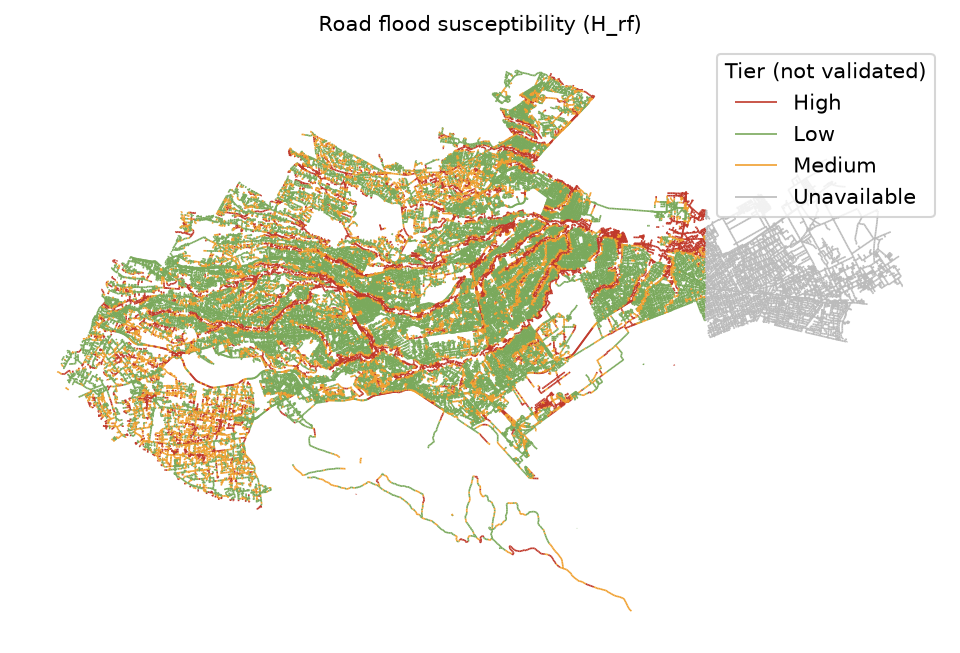 Road flood susceptibility (H_rf)
Tier (not validated)
High
Low
Medium
Unavailable